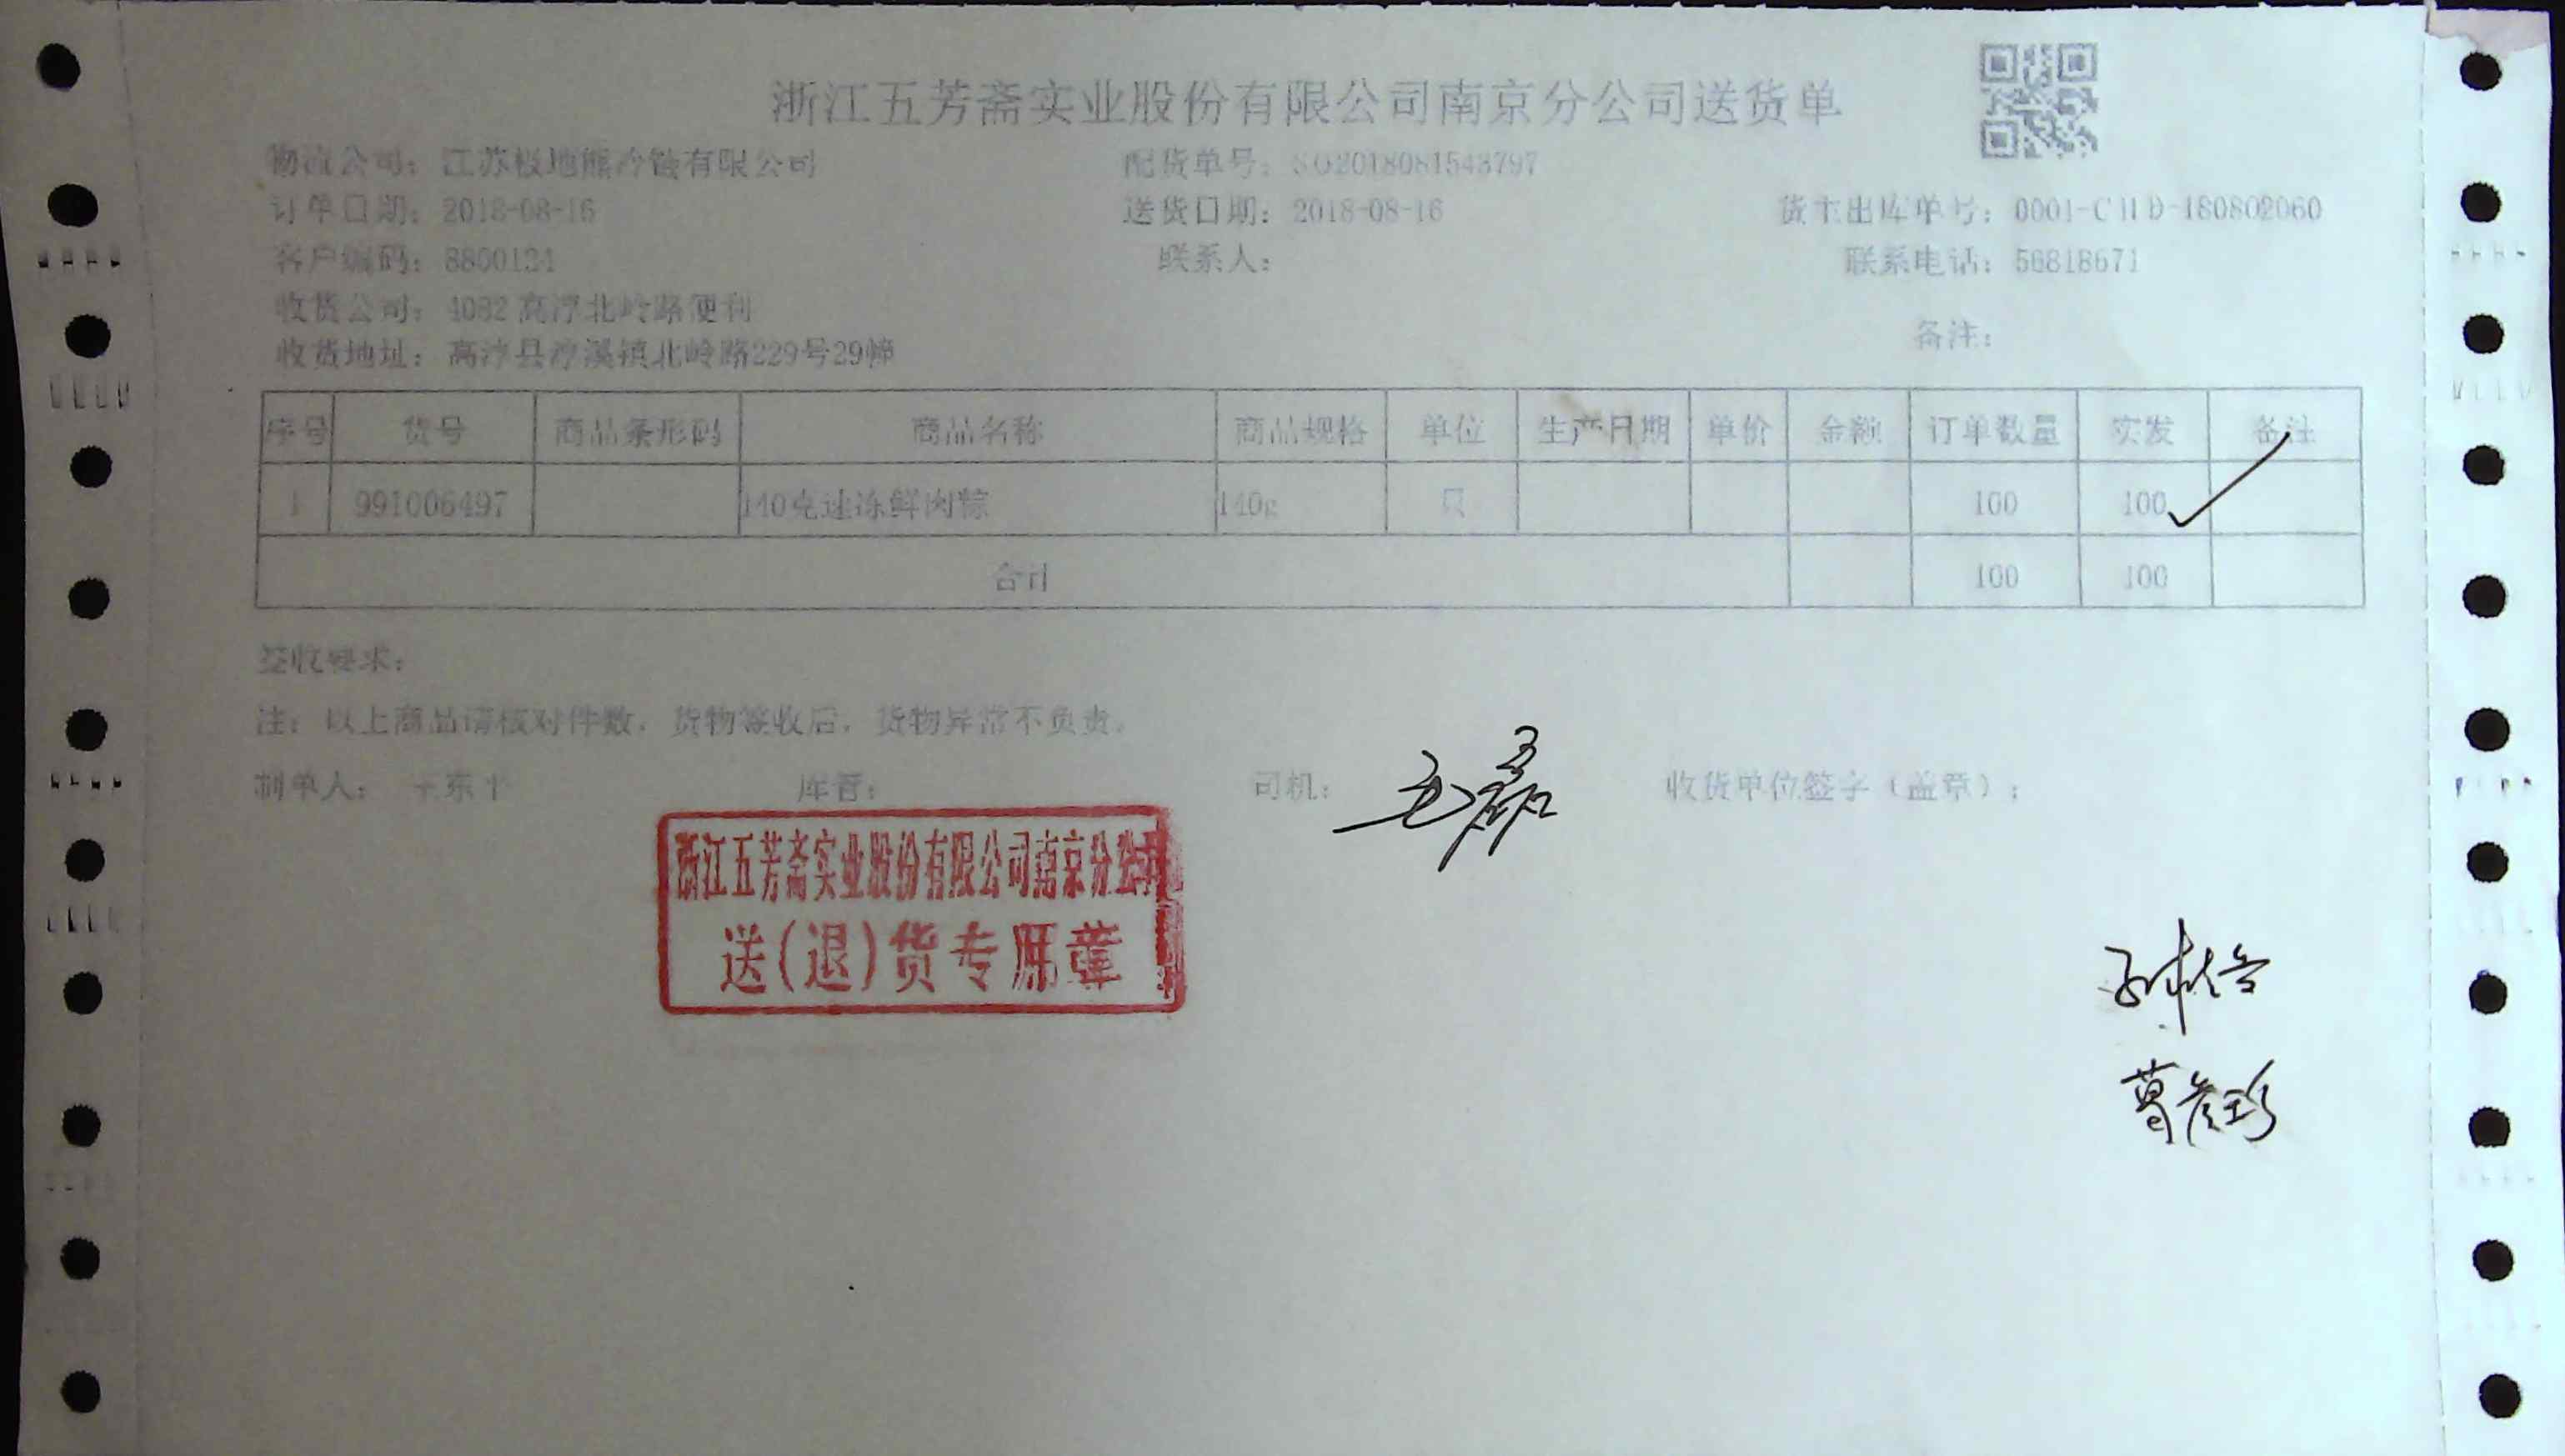 浙江五芳斋实业股份有限公司南京分公司送货单
物流公司：江苏极地熊冷链有限公司 配货单号：SO2018081543797
订单日期：2018-08-16 送货日期：2018-08-16 货主出库单号：0001-CHD-180802060
客户编码：8800134 联系人： 联系电话：56818671
收货公司：4082高淳北岭路便利
备注：
收货地址：高淳县淳溪镇北岭路229号29幢
序号 货号 商品条形码 商品名称 商品规格 单位 生产日期 单价 金额 订单数量 实发 备注
1 991006497 140克速冻鲜肉粽 140g 只 100 100
合计 100 100
签收要求：
注：以上商品请核对件数，货物签收后，货物异常不负责。
制单人： 库管： 司机： 收货单位签字（盖章）：
浙江五芳斋实业股份有限公司南京分公司
送(退)货专用章
葛彦珍